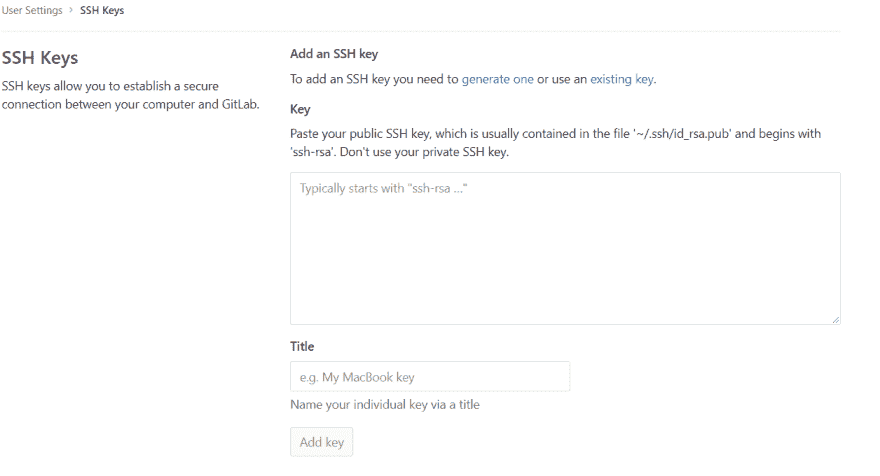 User Settings > SSH Keys
SSH Keys
SSH keys allow you to establish a secure
connection between your computer and GitLab.
Add an SSH key
To add an SSH key you need to generate one or use an existing key.
Key
Paste your public SSH key, which is usually contained in the file '~/.ssh/id_rsa.pub' and begins with
'ssh-rsa'. Don't use your private SSH key.
Typically starts with "ssh-rsa ..."
Title
e.g. My MacBook key
Name your individual key via a title
Add key